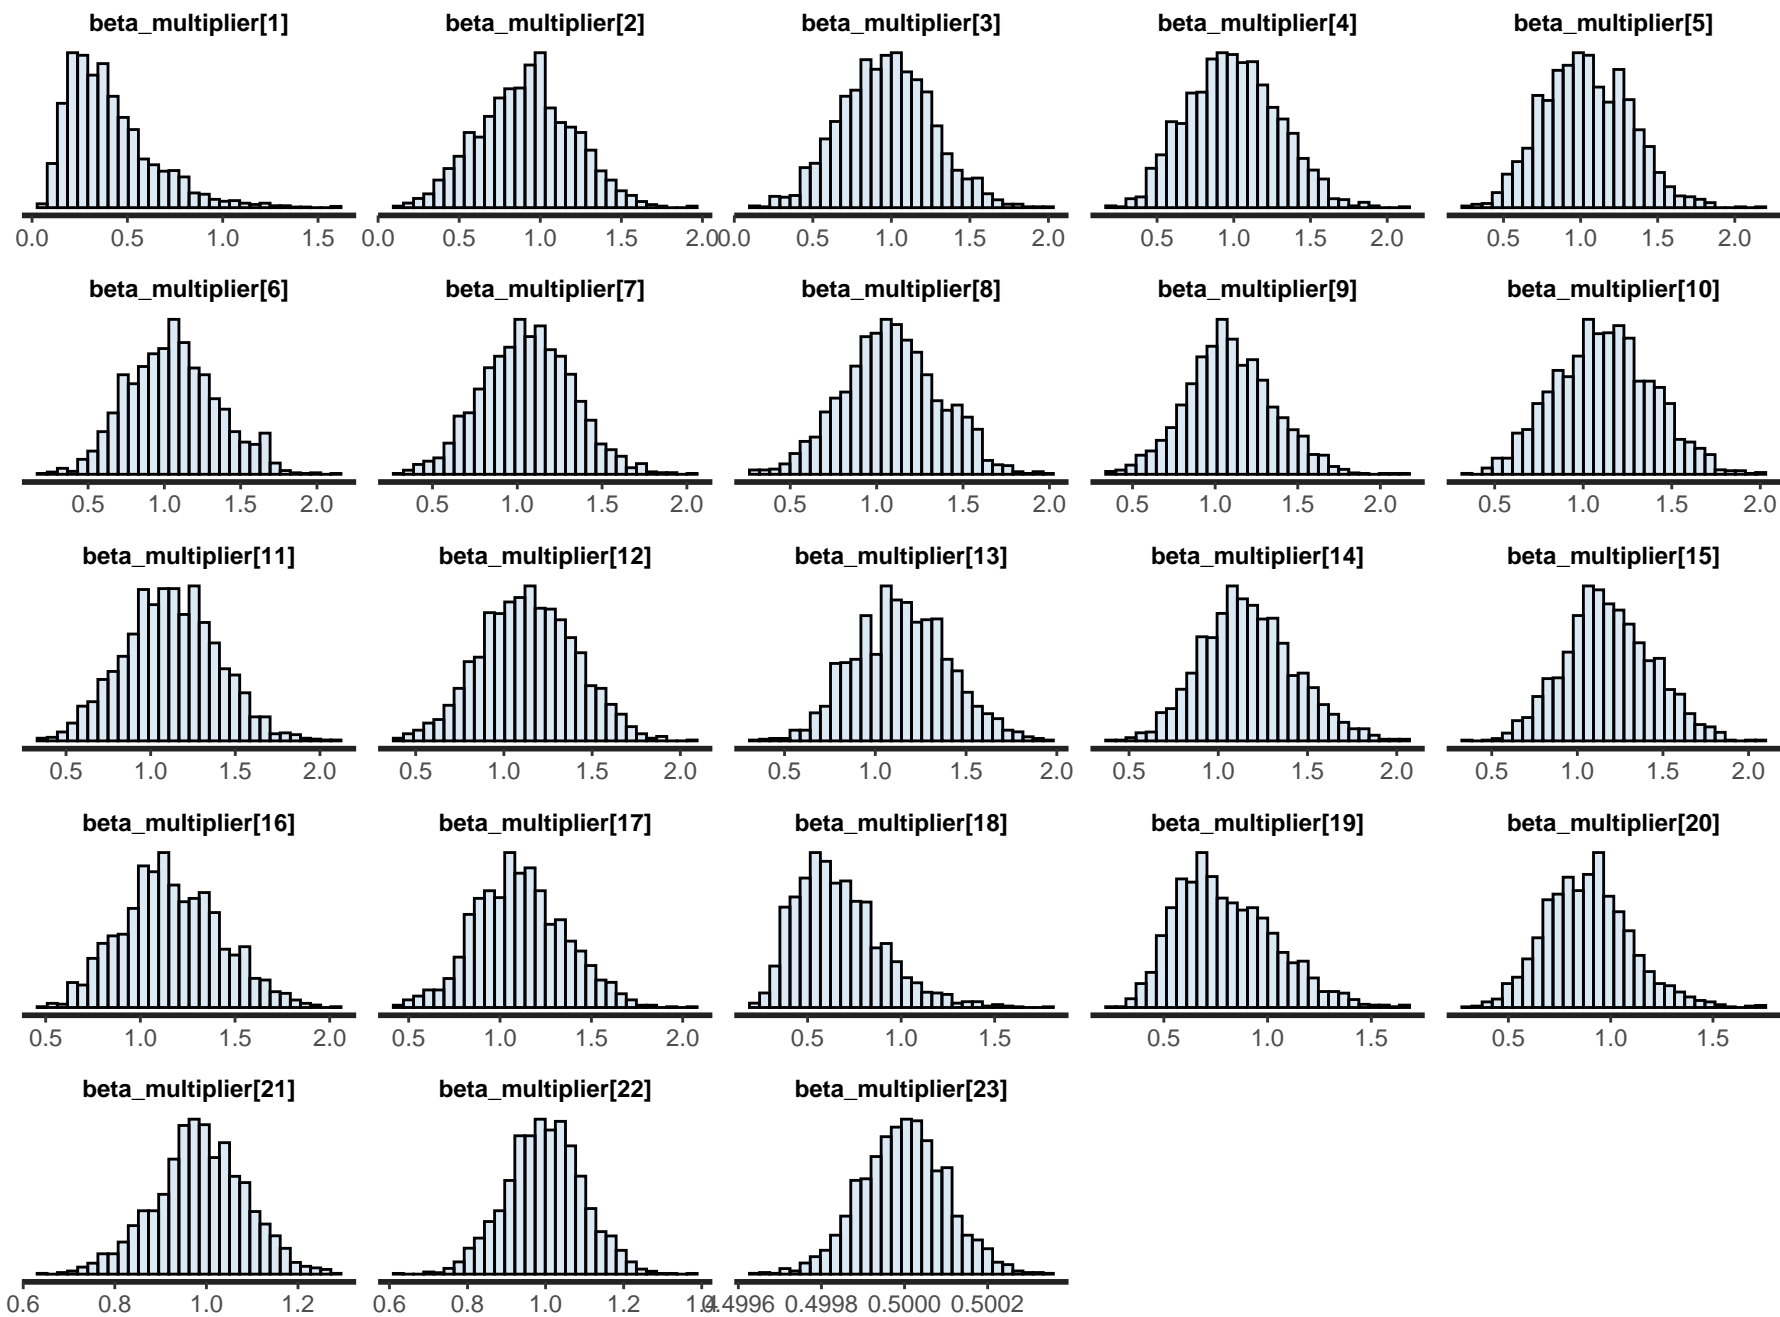 beta_multiplier[1] beta_multiplier[2] beta_multiplier[3] beta_multiplier[4] beta_multiplier[5]
0.0 0.5 1.0 1.5 0.0 0.5 1.0 1.5 2.0 0.0 0.5 1.0 1.5 2.0 0.5 1.0 1.5 2.0 0.5 1.0 1.5 2.0
beta_multiplier[6] beta_multiplier[7] beta_multiplier[8] beta_multiplier[9] beta_multiplier[10]
0.5 1.0 1.5 2.0 0.5 1.0 1.5 2.0 0.5 1.0 1.5 2.0 0.5 1.0 1.5 2.0 0.5 1.0 1.5 2.0
beta_multiplier[11] beta_multiplier[12] beta_multiplier[13] beta_multiplier[14] beta_multiplier[15]
0.5 1.0 1.5 2.0 0.5 1.0 1.5 2.0 0.5 1.0 1.5 2.0 0.5 1.0 1.5 2.0 0.5 1.0 1.5 2.0
beta_multiplier[16] beta_multiplier[17] beta_multiplier[18] beta_multiplier[19] beta_multiplier[20]
0.5 1.0 1.5 2.0 0.5 1.0 1.5 2.0 0.5 1.0 1.5 0.5 1.0 1.5 0.5 1.0 1.5
beta_multiplier[21] beta_multiplier[22] beta_multiplier[23]
0.6 0.8 1.0 1.2 0.6 0.8 1.0 1.2 1.4 0.4996 0.4998 0.5000 0.5002